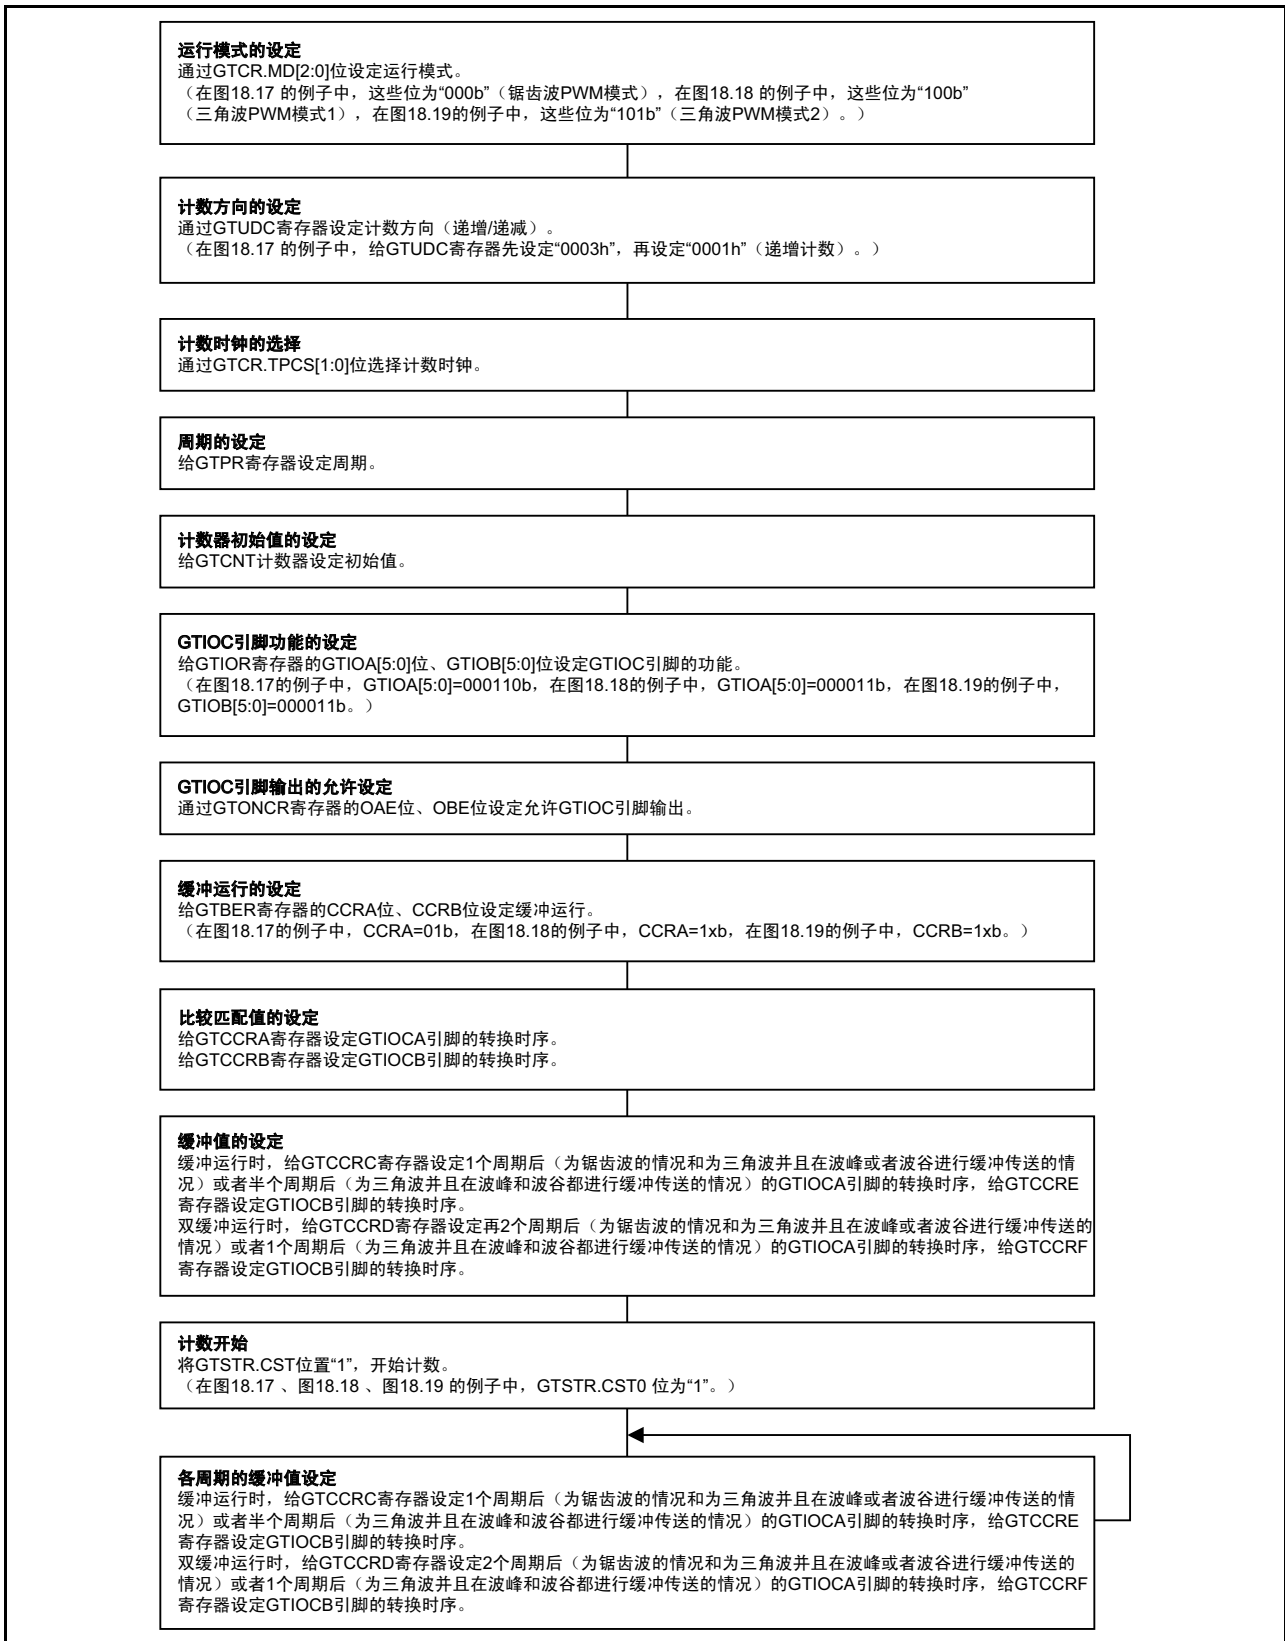 运行模式的设定
通过GTCR.MD[2:0]位设定运行模式。
（在图18.17 的例子中，这些位为“000b”（锯齿波PWM模式），在图18.18 的例子中，这些位为“100b”
（三角波PWM模式1），在图18.19的例子中，这些位为“101b”（三角波PWM模式2）。）
计数方向的设定
通过GTUDC寄存器设定计数方向（递增/递减）。
（在图18.17 的例子中，给GTUDC寄存器先设定“0003h”，再设定“0001h”（递增计数）。）
计数时钟的选择
通过GTCR.TPCS[1:0]位选择计数时钟。
周期的设定
给GTPR寄存器设定周期。
计数器初始值的设定
给GTCNT计数器设定初始值。
GTIOC引脚功能的设定
给GTIOR寄存器的GTIOA[5:0]位、GTIOB[5:0]位设定GTIOC引脚的功能。
（在图18.17的例子中，GTIOA[5:0]=000110b，在图18.18的例子中，GTIOA[5:0]=000011b，在图18.19的例子中，
GTIOB[5:0]=000011b。）
GTIOC引脚输出的允许设定
通过GTONCR寄存器的OAE位、OBE位设定允许GTIOC引脚输出。
缓冲运行的设定
给GTBER寄存器的CCRA位、CCRB位设定缓冲运行。
（在图18.17的例子中，CCRA=01b，在图18.18的例子中，CCRA=1xb，在图18.19的例子中，CCRB=1xb。）
比较匹配值的设定
给GTCCRA寄存器设定GTIOCA引脚的转换时序。
给GTCCRB寄存器设定GTIOCB引脚的转换时序。
缓冲值的设定
缓冲运行时，给GTCCRC寄存器设定1个周期后（为锯齿波的情况和为三角波并且在波峰或者波谷进行缓冲传送的情
况）或者半个周期后（为三角波并且在波峰和波谷都进行缓冲传送的情况）的GTIOCA引脚的转换时序，给GTCCRE
寄存器设定GTIOCB引脚的转换时序。
双缓冲运行时，给GTCCRD寄存器设定再2个周期后（为锯齿波的情况和为三角波并且在波峰或者波谷进行缓冲传送的
情况）或者1个周期后（为三角波并且在波峰和波谷都进行缓冲传送的情况）的GTIOCA引脚的转换时序，给GTCCRF
寄存器设定GTIOCB引脚的转换时序。
计数开始
将GTSTR.CST位置“1”，开始计数。
（在图18.17 、图18.18 、图18.19 的例子中，GTSTR.CST0 位为“1”。）
各周期的缓冲值设定
缓冲运行时，给GTCCRC寄存器设定1个周期后（为锯齿波的情况和为三角波并且在波峰或者波谷进行缓冲传送的情
况）或者半个周期后（为三角波并且在波峰和波谷都进行缓冲传送的情况）的GTIOCA引脚的转换时序，给GTCCRE
寄存器设定GTIOCB引脚的转换时序。
双缓冲运行时，给GTCCRD寄存器设定2个周期后（为锯齿波的情况和为三角波并且在波峰或者波谷进行缓冲传送的
情况）或者1个周期后（为三角波并且在波峰和波谷都进行缓冲传送的情况）的GTIOCA引脚的转换时序，给GTCCRF
寄存器设定GTIOCB引脚的转换时序。